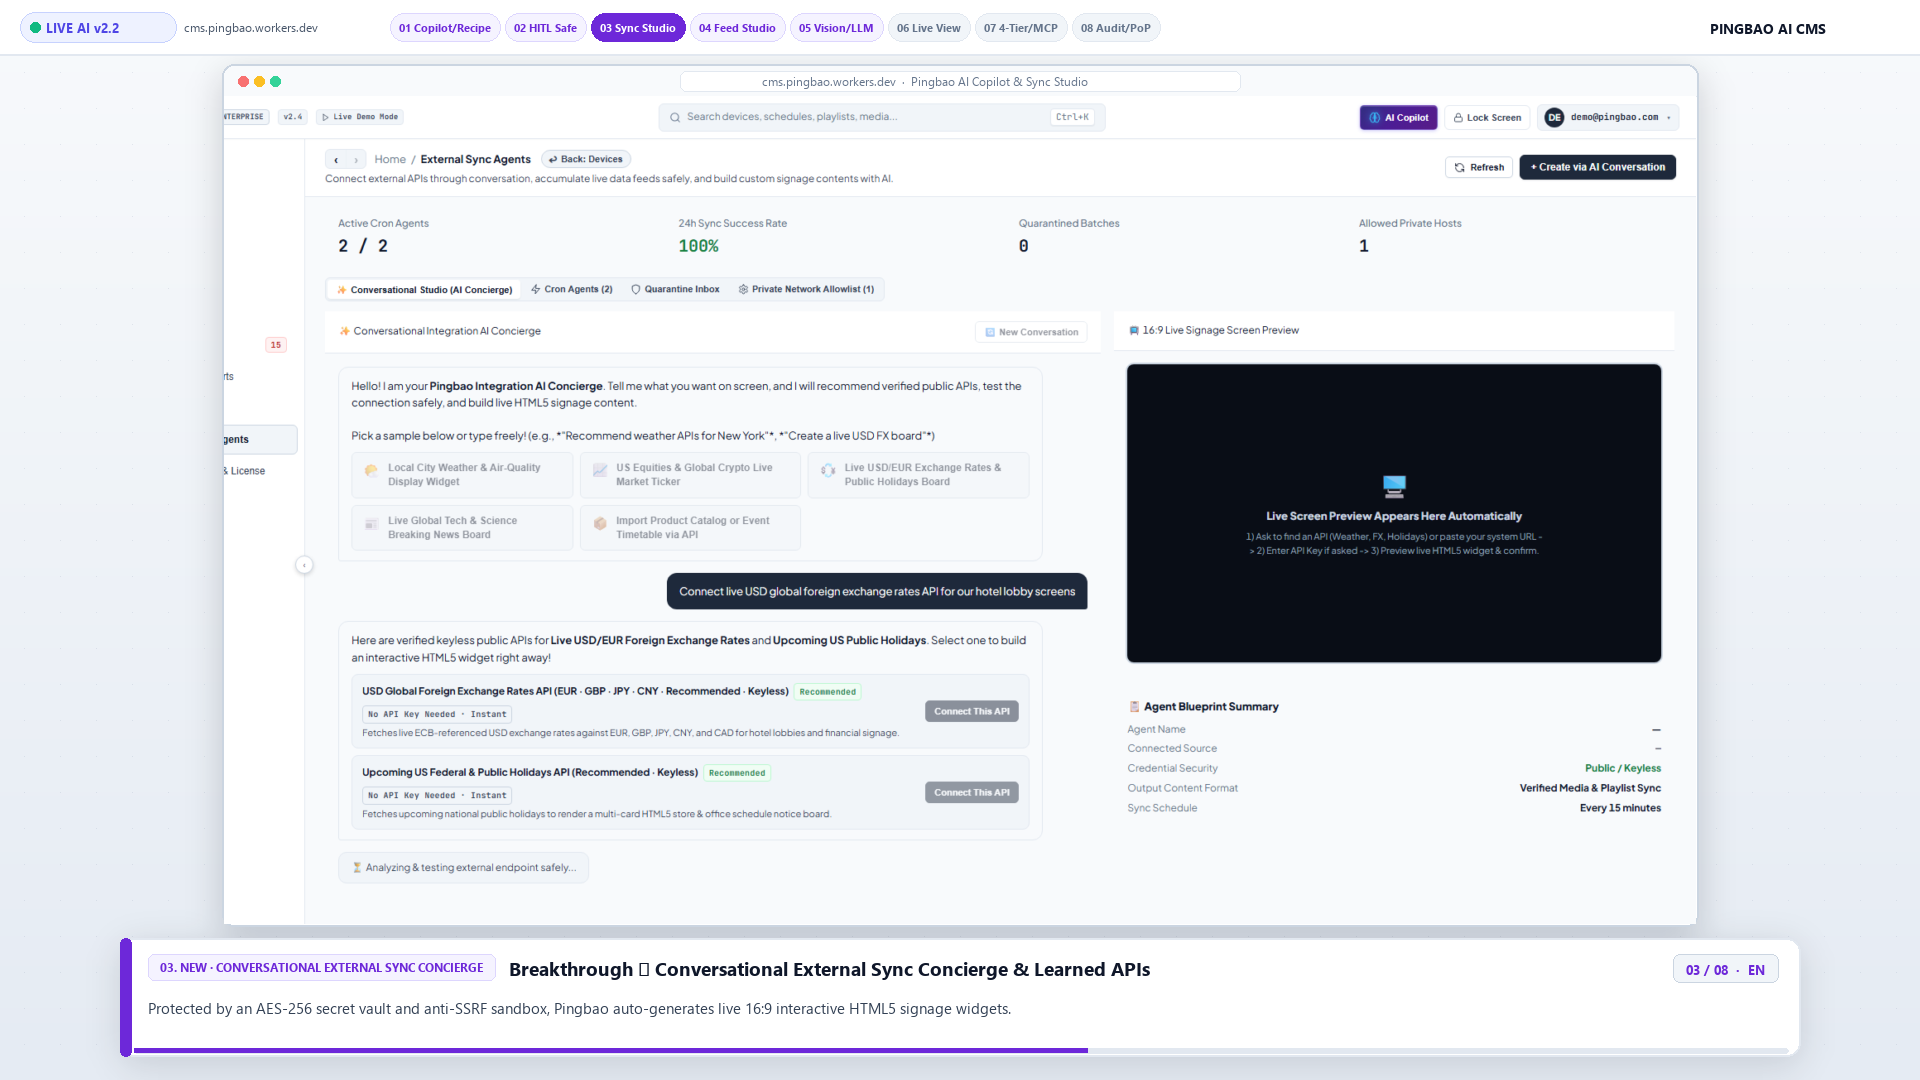 LIVE AI v2.2
cms.pingbao.workers.dev
01 Copilot/Recipe
02 HITL Safe
03 Sync Studio
04 Feed Studio
05 Vision/LLM
06 Live View
07 4-Tier/MCP
08 Audit/PoP
PINGBAO AI CMS
cms.pingbao.workers.dev · Pingbao AI Copilot & Sync Studio
NTERPRISE
v2.4
Live Demo Mode
Search devices, schedules, playlists, media...
Ctrl+K
AI Copilot
Lock Screen
DE
demo@pingbao.com
Home / External Sync Agents
Back: Devices
Connect external APIs through conversation, accumulate live data feeds safely, and build custom signage contents with AI.
Refresh
+ Create via AI Conversation
Active Cron Agents
2 / 2
24h Sync Success Rate
100%
Quarantined Batches
0
Allowed Private Hosts
1
Conversational Studio (AI Concierge)
Cron Agents (2)
Quarantine Inbox
Private Network Allowlist (1)
15
rts
gents
& License
Conversational Integration AI Concierge
New Conversation
Hello! I am your Pingbao Integration AI Concierge. Tell me what you want on screen, and I will recommend verified public APIs, test the
connection safely, and build live HTML5 signage content.
Pick a sample below or type freely! (e.g., *"Recommend weather APIs for New York"*, *"Create a live USD FX board"*)
Local City Weather & Air-Quality
Display Widget
US Equities & Global Crypto Live
Market Ticker
Live USD/EUR Exchange Rates &
Public Holidays Board
Live Global Tech & Science
Breaking News Board
Import Product Catalog or Event
Timetable via API
Connect live USD global foreign exchange rates API for our hotel lobby screens
Here are verified keyless public APIs for Live USD/EUR Foreign Exchange Rates and Upcoming US Public Holidays. Select one to build
an interactive HTML5 widget right away!
USD Global Foreign Exchange Rates API (EUR · GBP · JPY · CNY · Recommended · Keyless)
Recommended
No API Key Needed · Instant
Fetches live ECB-referenced USD exchange rates against EUR, GBP, JPY, CNY, and CAD for hotel lobbies and financial signage.
Connect This API
Upcoming US Federal & Public Holidays API (Recommended · Keyless)
Recommended
No API Key Needed · Instant
Fetches upcoming national public holidays to render a multi-card HTML5 store & office schedule notice board.
Connect This API
Analyzing & testing external endpoint safely...
16:9 Live Signage Screen Preview
Live Screen Preview Appears Here Automatically
1) Ask to find an API (Weather, FX, Holidays) or paste your system URL -
> 2) Enter API Key if asked -> 3) Preview live HTML5 widget & confirm.
Agent Blueprint Summary
Agent Name —
Connected Source –
Credential Security Public / Keyless
Output Content Format Verified Media & Playlist Sync
Sync Schedule Every 15 minutes
03. NEW · CONVERSATIONAL EXTERNAL SYNC CONCIERGE
Breakthrough Conversational External Sync Concierge & Learned APIs
03 / 08 · EN
Protected by an AES-256 secret vault and anti-SSRF sandbox, Pingbao auto-generates live 16:9 interactive HTML5 signage widgets.